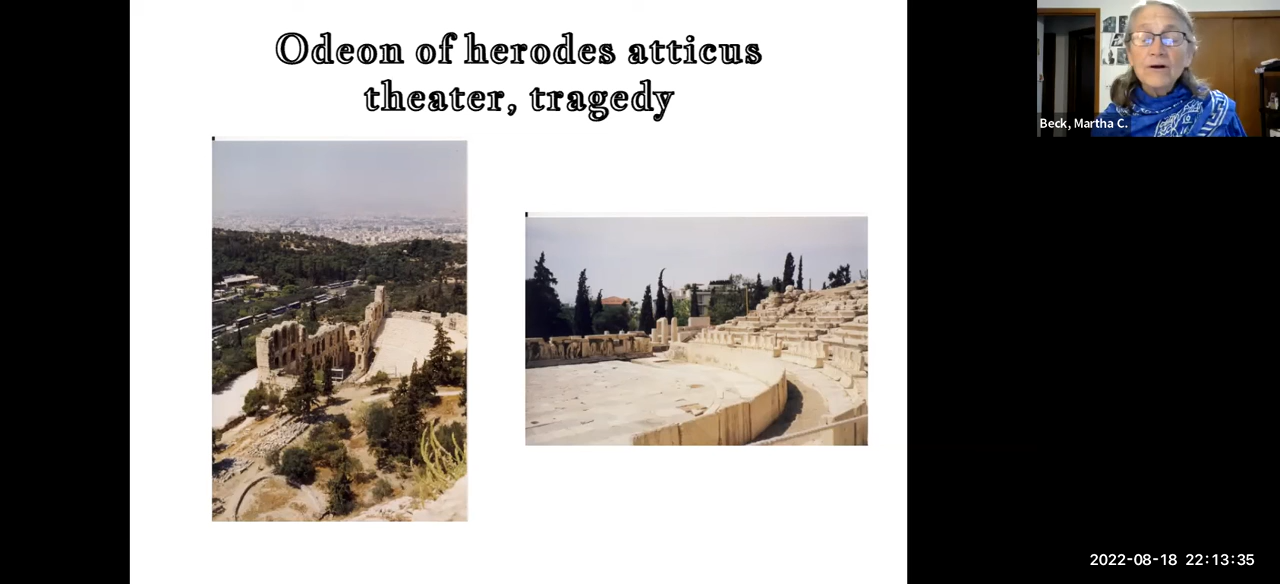 Odeon of herodes atticus
theater, tragedy
Beck, Martha C.
2022-08-18 22:13:35